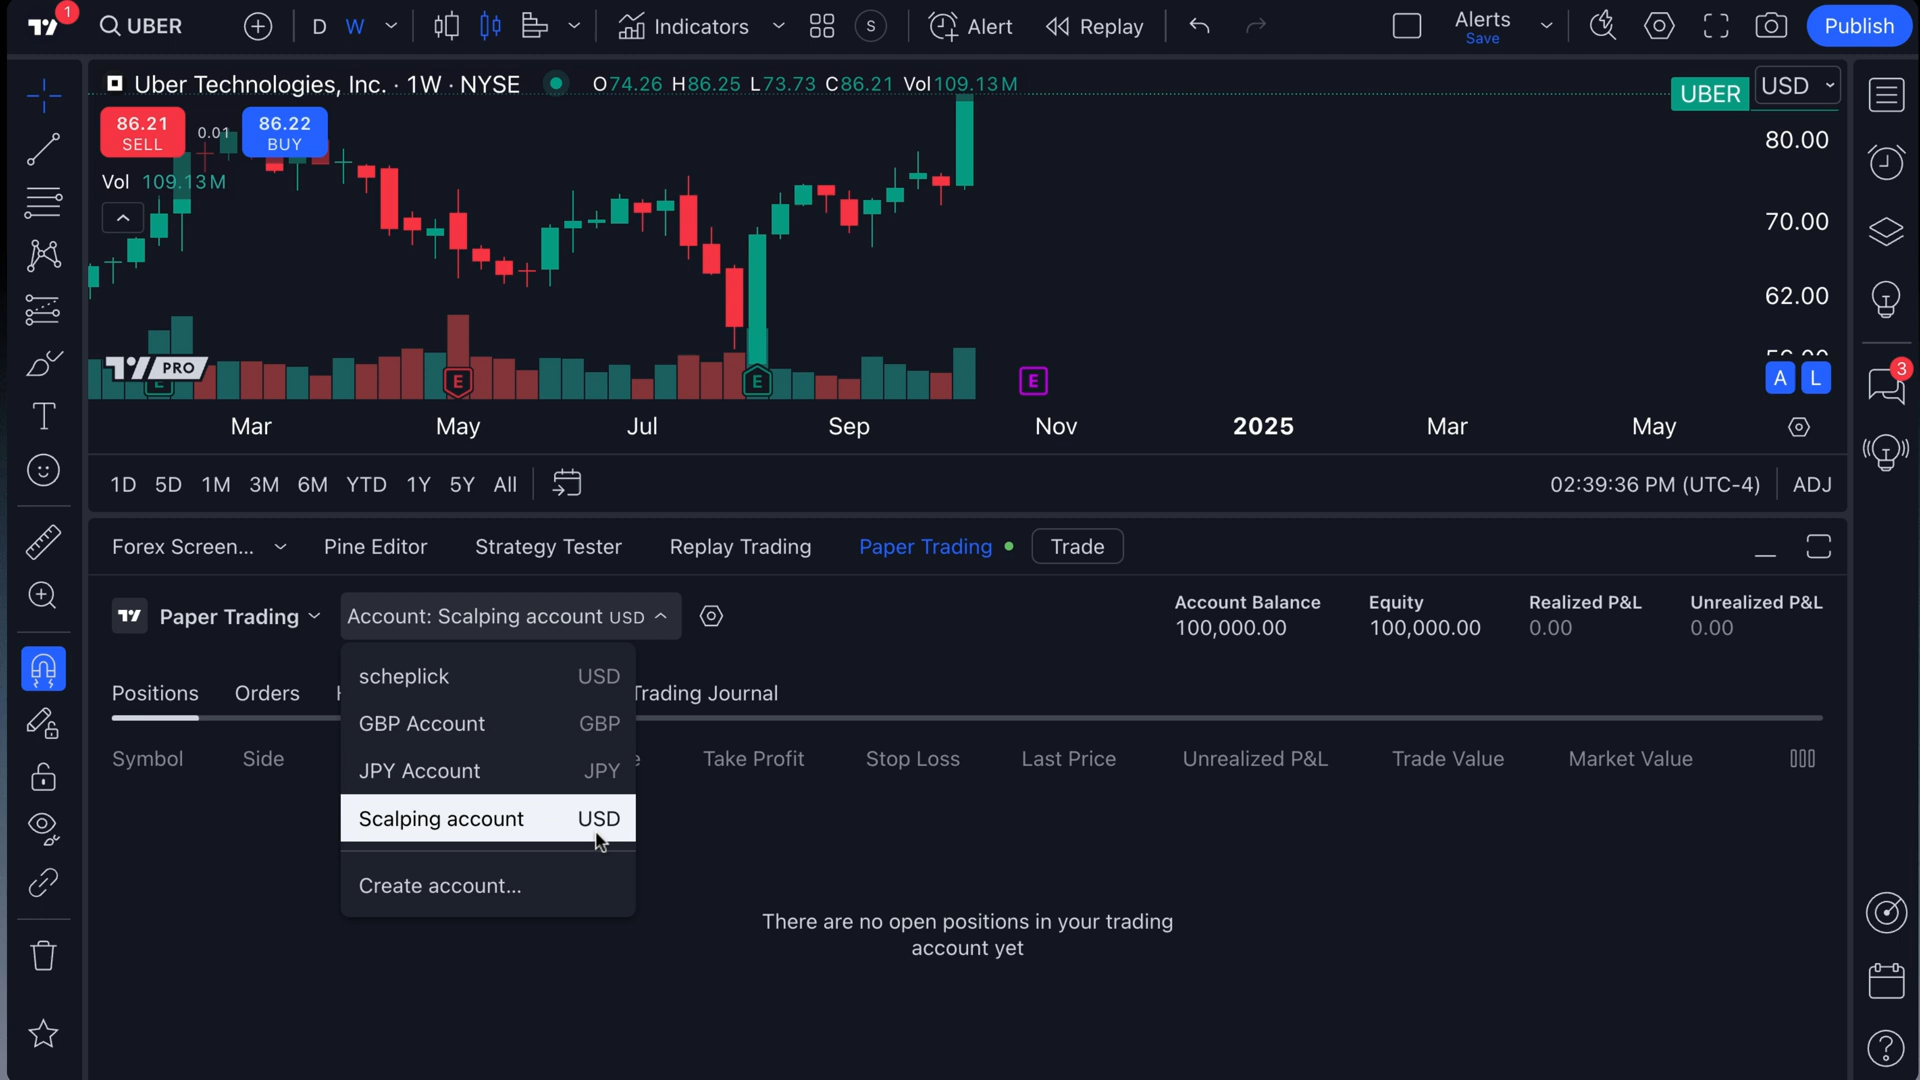 1
UBER
D W
Indicators
S
Alert
Replay
Alerts
Save
Publish
Uber Technologies, Inc. · 1W · NYSE
O74.26 H86.25 L73.73 C86.21 Vol109.13M
UBER
USD
86.21
SELL
0.01
86.22
BUY
80.00
Vol 109.13M
70.00
62.00
PRO
E
E
E
E
A L
3
Mar May Jul Sep Nov 2025 Mar May
1D 5D 1M 3M 6M YTD 1Y 5Y All
02:39:36 PM (UTC-4)
ADJ
Forex Screen...
Pine Editor
Strategy Tester
Replay Trading
Paper Trading
Trade
Paper Trading
Account: Scalping account USD
Account Balance
100,000.00
Equity
100,000.00
Realized P&L
0.00
Unrealized P&L
0.00
scheplick USD
GBP Account GBP
JPY Account JPY
Scalping account USD
Create account...
Positions Orders Trading Journal
Symbol Side Take Profit Stop Loss Last Price Unrealized P&L Trade Value Market Value
There are no open positions in your trading
account yet